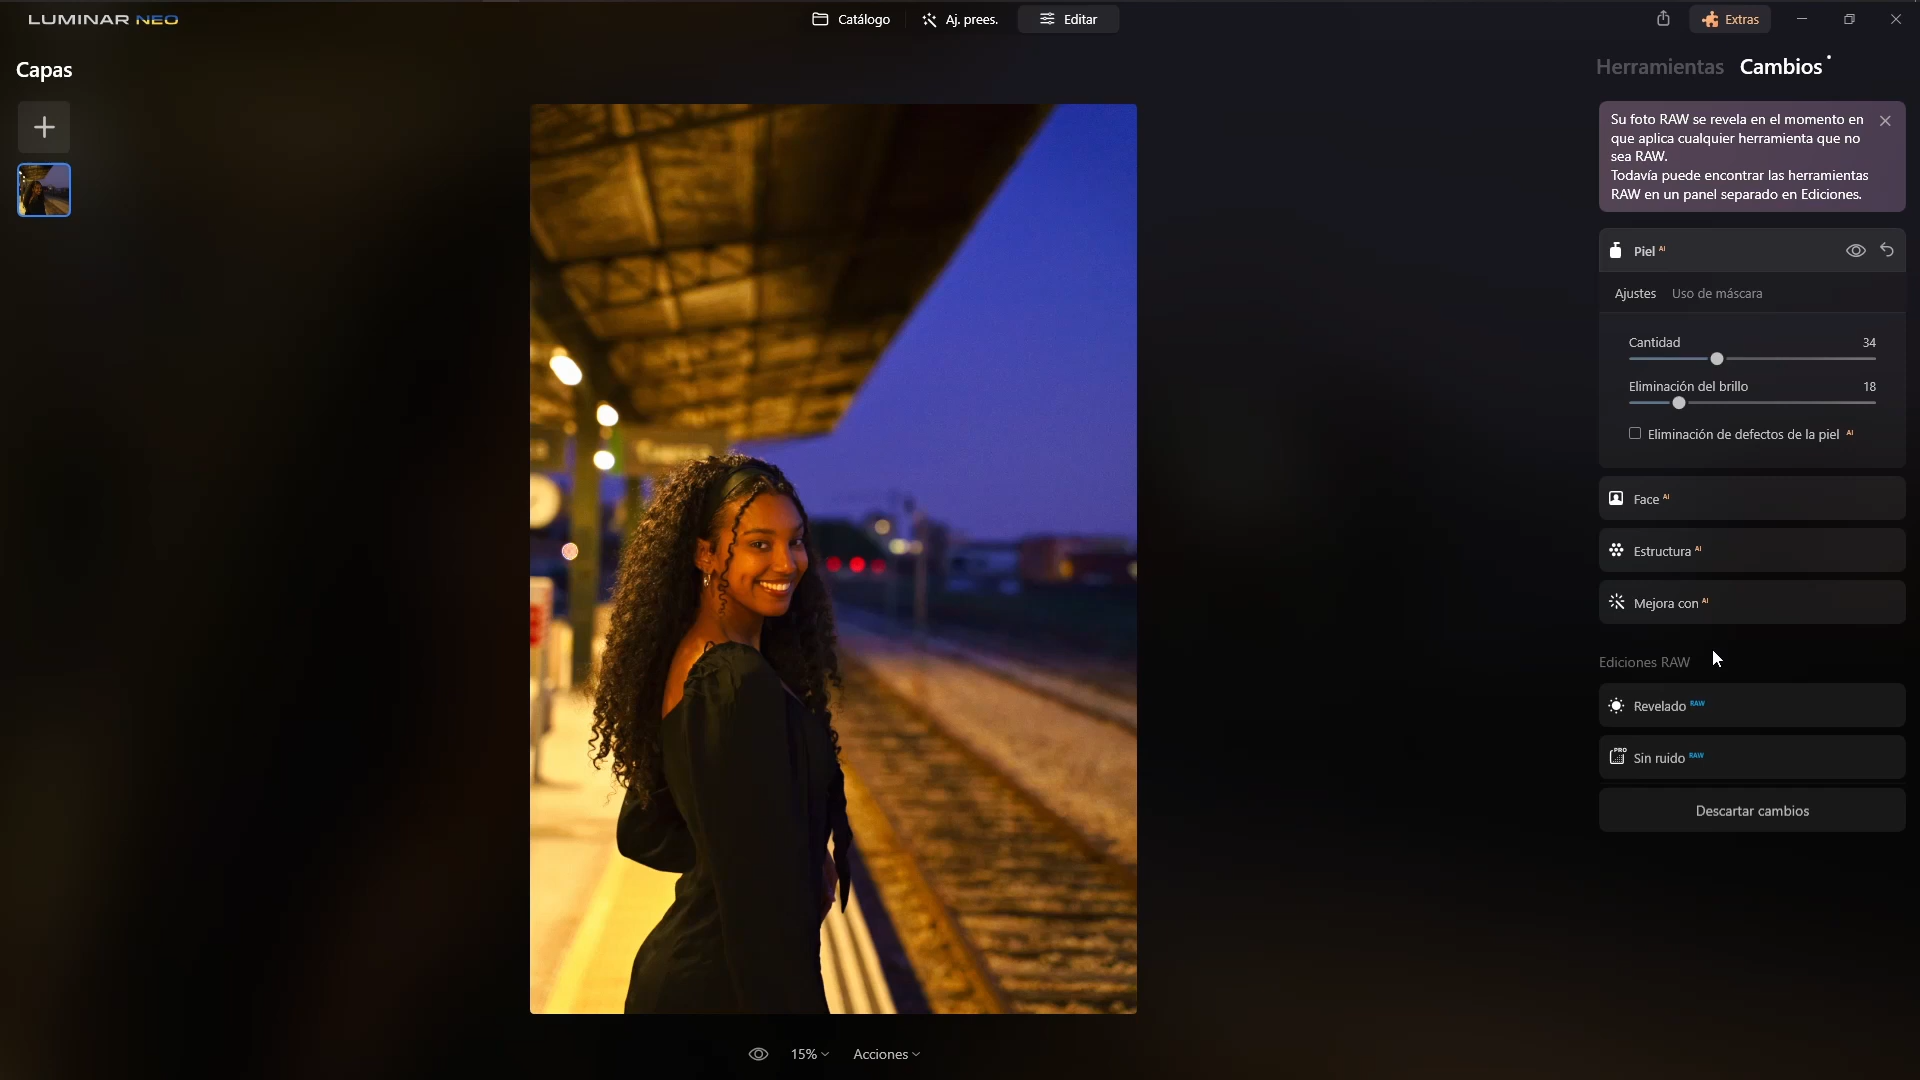 LUMINAR NEO
Catálogo
Aj. prees.
Editar
Extras
Capas
Herramientas Cambios
Su foto RAW se revela en el momento en
que aplica cualquier herramienta que no
sea RAW.
Todavía puede encontrar las herramientas
RAW en un panel separado en Ediciones.
Piel AI
Ajustes Uso de máscara
Cantidad 34
Eliminación del brillo 18
Eliminación de defectos de la piel AI
Face AI
Estructura AI
Mejora con AI
Ediciones RAW
Revelado RAW
PRO
Sin ruido RAW
Descartar cambios
15% Acciones